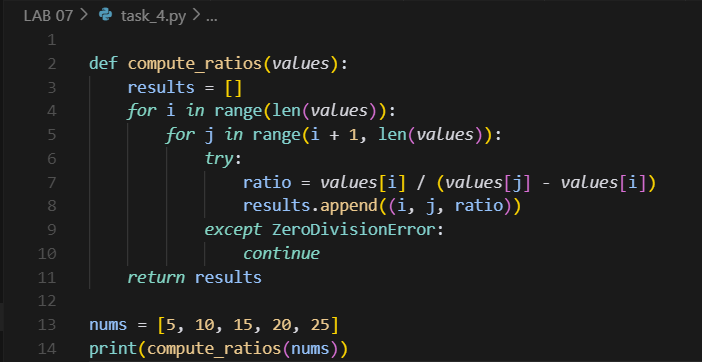 LAB 07 > task_4.py > ...
1
2 def compute_ratios(values):
3     results = []
4     for i in range(len(values)):
5         for j in range(i + 1, len(values)):
6             try:
7                 ratio = values[i] / (values[j] - values[i])
8                 results.append((i, j, ratio))
9             except ZeroDivisionError:
10                 continue
11     return results
12
13 nums = [5, 10, 15, 20, 25]
14 print(compute_ratios(nums))